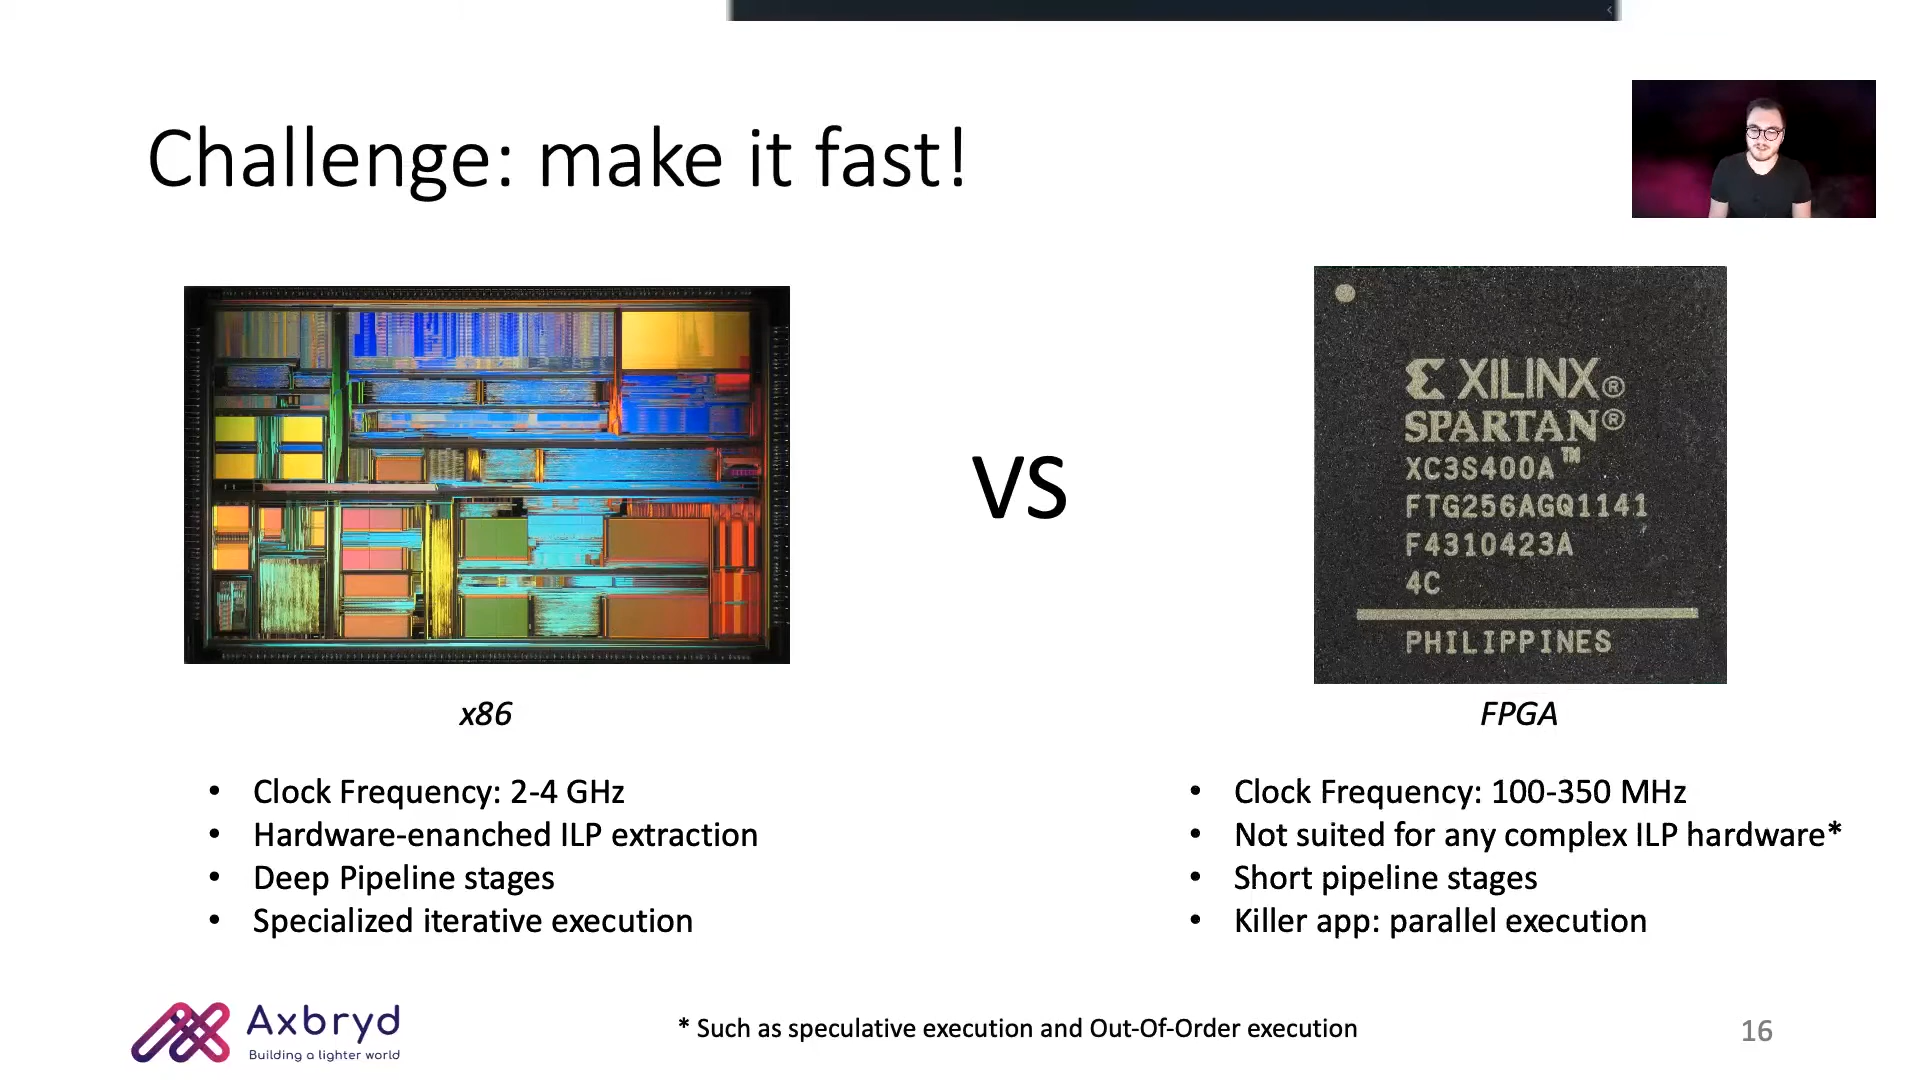 Challenge: make it fast!
XILINX®
SPARTAN®
XC3S400A™
FTG256AGQ1141
F4310423A
4C
PHILIPPINES
VS
x86
FPGA
• Clock Frequency: 2-4 GHz
• Hardware-enanched ILP extraction
• Deep Pipeline stages
• Specialized iterative execution
• Clock Frequency: 100-350 MHz
• Not suited for any complex ILP hardware*
• Short pipeline stages
• Killer app: parallel execution
Axbryd
Building a lighter world
* Such as speculative execution and Out-Of-Order execution
16